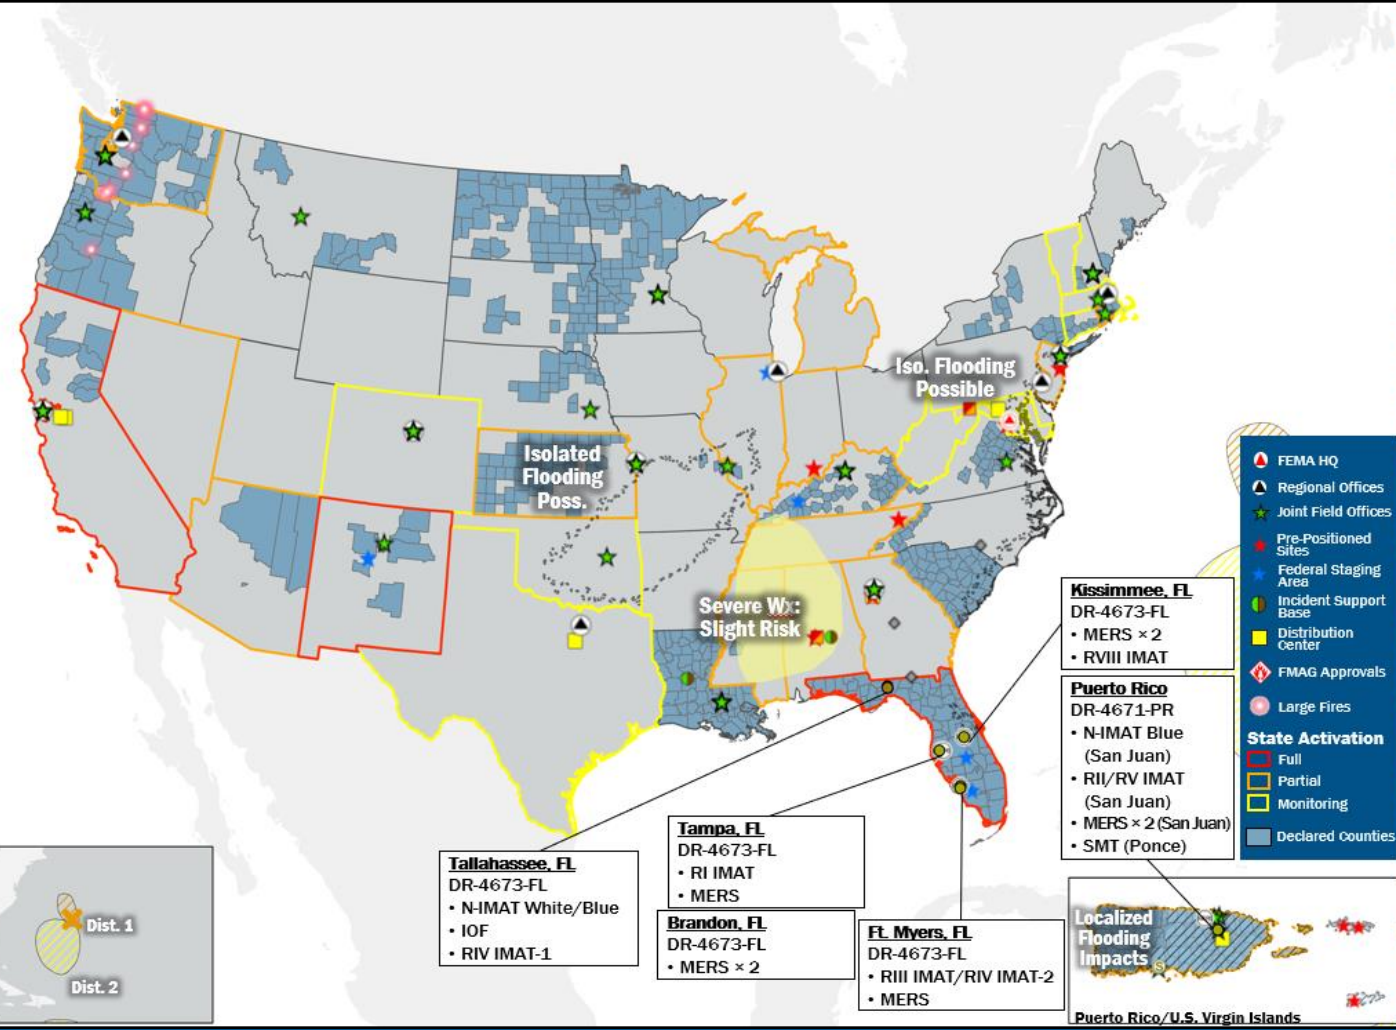 Iso. Flooding
Possible
Isolated
Flooding
Poss.
Severe Wx:
Slight Risk
FEMA HQ
Regional Offices
Joint Field Offices
Pre-Positioned
Sites
Federal Staging
Area
Incident Support
Base
Distribution
Center
FMAG Approvals
Large Fires
State Activation
Full
Partial
Monitoring
Declared Counties
Kissimmee, FL
DR-4673-FL
• MERS × 2
• RVIII IMAT
Puerto Rico
DR-4671-PR
• N-IMAT Blue
(San Juan)
• RII/RV IMAT
(San Juan)
• MERS × 2 (San Juan)
• SMT (Ponce)
Tampa, FL
DR-4673-FL
• RI IMAT
• MERS
Tallahassee, FL
DR-4673-FL
• N-IMAT White/Blue
• IOF
• RIV IMAT-1
Brandon, FL
DR-4673-FL
• MERS × 2
Ft. Myers, FL
DR-4673-FL
• RIII IMAT/RIV IMAT-2
• MERS
Dist. 1
Dist. 2
Localized
Flooding
Impacts
S
Puerto Rico/U.S. Virgin Islands